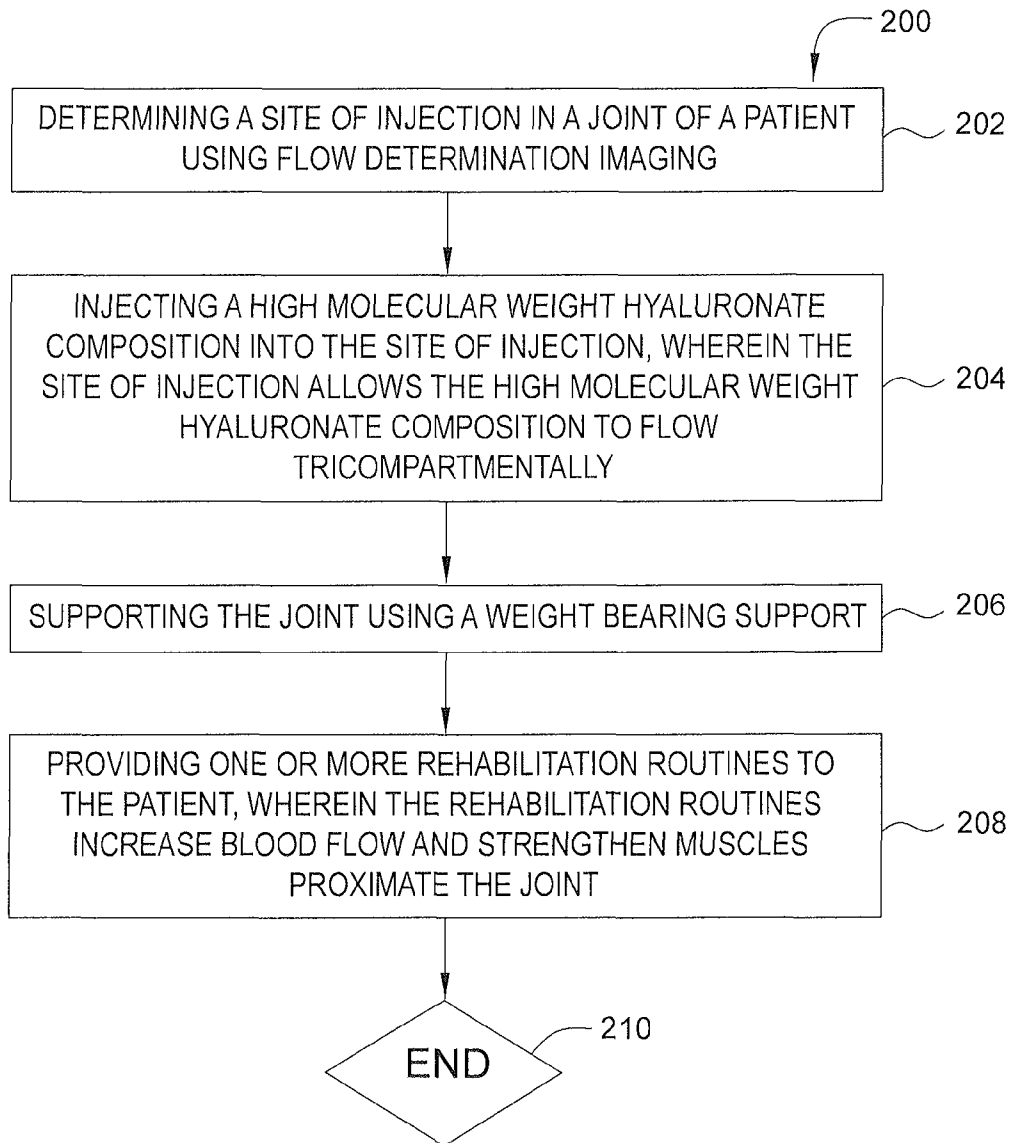 200
DETERMINING A SITE OF INJECTION IN A JOINT OF A PATIENT
USING FLOW DETERMINATION IMAGING
202
INJECTING A HIGH MOLECULAR WEIGHT HYALURONATE
COMPOSITION INTO THE SITE OF INJECTION, WHEREIN THE
SITE OF INJECTION ALLOWS THE HIGH MOLECULAR WEIGHT
HYALURONATE COMPOSITION TO FLOW
TRICOMPARTMENTALLY
204
SUPPORTING THE JOINT USING A WEIGHT BEARING SUPPORT
206
PROVIDING ONE OR MORE REHABILITATION ROUTINES TO
THE PATIENT, WHEREIN THE REHABILITATION ROUTINES
INCREASE BLOOD FLOW AND STRENGTHEN MUSCLES
PROXIMATE THE JOINT
208
END
210